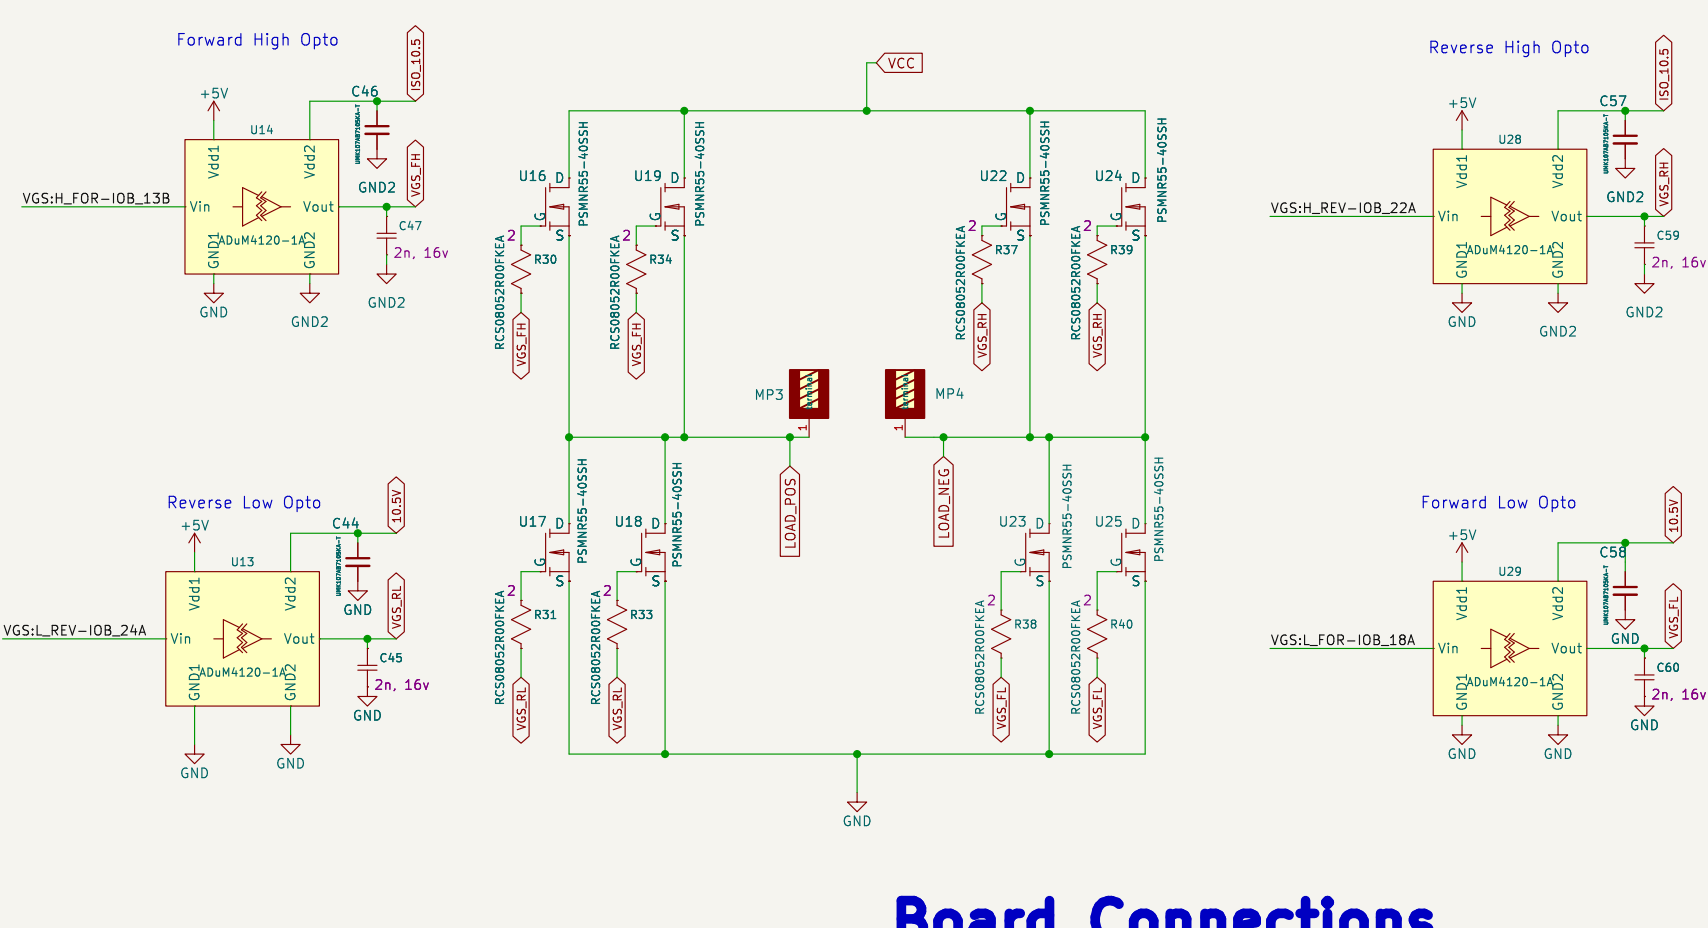 Forward High Opto
ISO_10.5
+5V
C46
UMK107AB7105KA-T
U14
Vdd1
Vdd2
GND2
VGS_FH
VGS:H_FOR-IOB_13B
Vin
Vout
C47
2n, 16v
ADuM4120-1A
GND1
GND2
GND
GND2
GND2
Reverse Low Opto
10.5V
+5V
C44
UMK107AB7105KA-T
U13
Vdd1
Vdd2
GND
VGS_RL
VGS:L_REV-IOB_24A
Vin
Vout
C45
2n, 16v
ADuM4120-1A
GND1
GND2
GND
GND
GND
VCC
U16
D
G
S
PSMNR55-40SSH
2
R30
RCS08052R00FKEA
VGS_FH
U19
D
G
S
PSMNR55-40SSH
2
R34
RCS08052R00FKEA
VGS_FH
U22
D
G
S
PSMNR55-40SSH
2
R37
RCS08052R00FKEA
VGS_RH
U24
D
G
S
PSMNR55-40SSH
2
R39
RCS08052R00FKEA
VGS_RH
MP3
1
MP4
1
LOAD_POS
LOAD_NEG
U17
D
G
S
PSMNR55-40SSH
2
R31
RCS08052R00FKEA
VGS_RL
U18
D
G
S
PSMNR55-40SSH
2
R33
RCS08052R00FKEA
VGS_RL
U23
D
G
S
PSMNR55-40SSH
2
R38
RCS08052R00FKEA
VGS_FL
U25
D
G
S
PSMNR55-40SSH
2
R40
RCS08052R00FKEA
VGS_FL
GND
Reverse High Opto
ISO_10.5
+5V
C57
UMK107AB7105KA-T
U28
Vdd1
Vdd2
GND2
VGS_RH
VGS:H_REV-IOB_22A
Vin
Vout
C59
2n, 16v
ADuM4120-1A
GND1
GND2
GND
GND2
GND2
Forward Low Opto
10.5V
+5V
C58
UMK107AB7105KA-T
U29
Vdd1
Vdd2
GND
VGS_FL
VGS:L_FOR-IOB_18A
Vin
Vout
C60
2n, 16v
ADuM4120-1A
GND1
GND2
GND
GND
GND
Board Connections